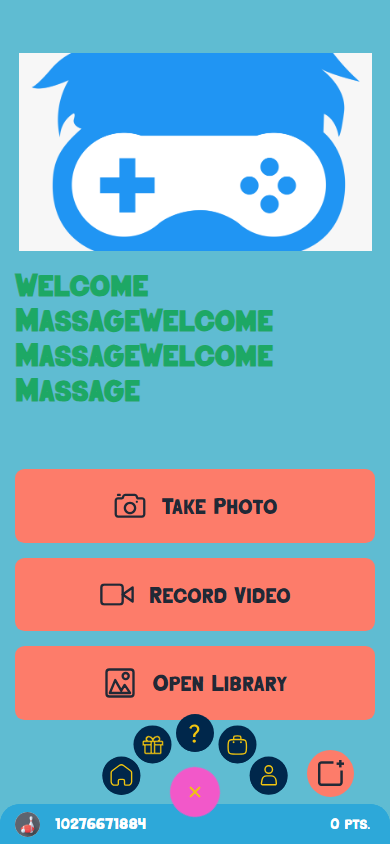 Welcome
MassageWelcome
MassageWelcome
Massage
Take Photo
Record Video
Open Library
?
10276671884
0 PTS.